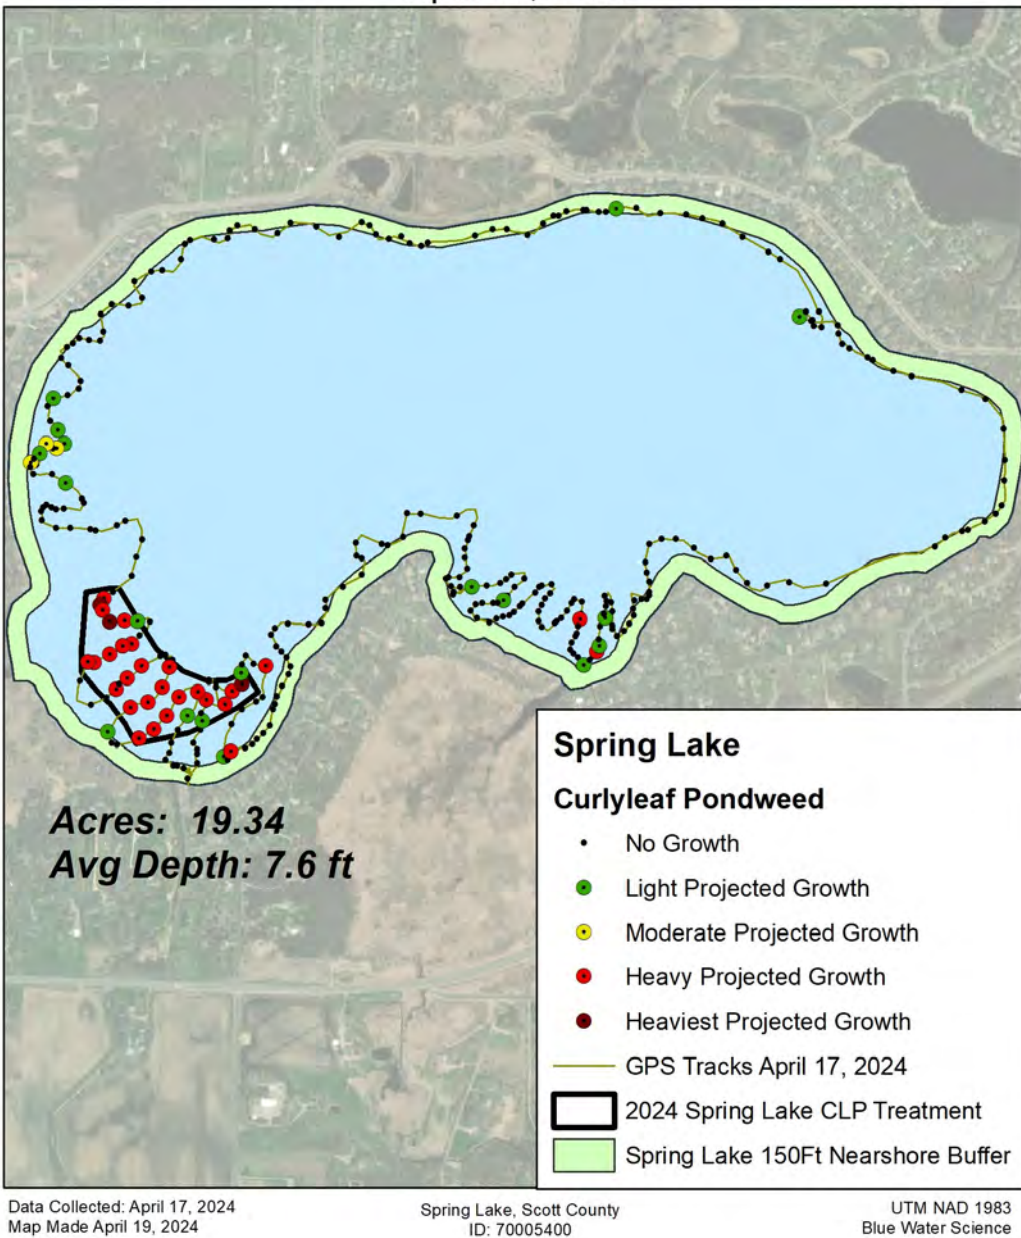 Acres: 19.34
Avg Depth: 7.6 ft
Spring Lake
Curlyleaf Pondweed
No Growth
Light Projected Growth
Moderate Projected Growth
Heavy Projected Growth
Heaviest Projected Growth
GPS Tracks April 17, 2024
2024 Spring Lake CLP Treatment
Spring Lake 150Ft Nearshore Buffer
Data Collected: April 17, 2024
Map Made April 19, 2024
Spring Lake, Scott County
ID: 70005400
UTM NAD 1983
Blue Water Science